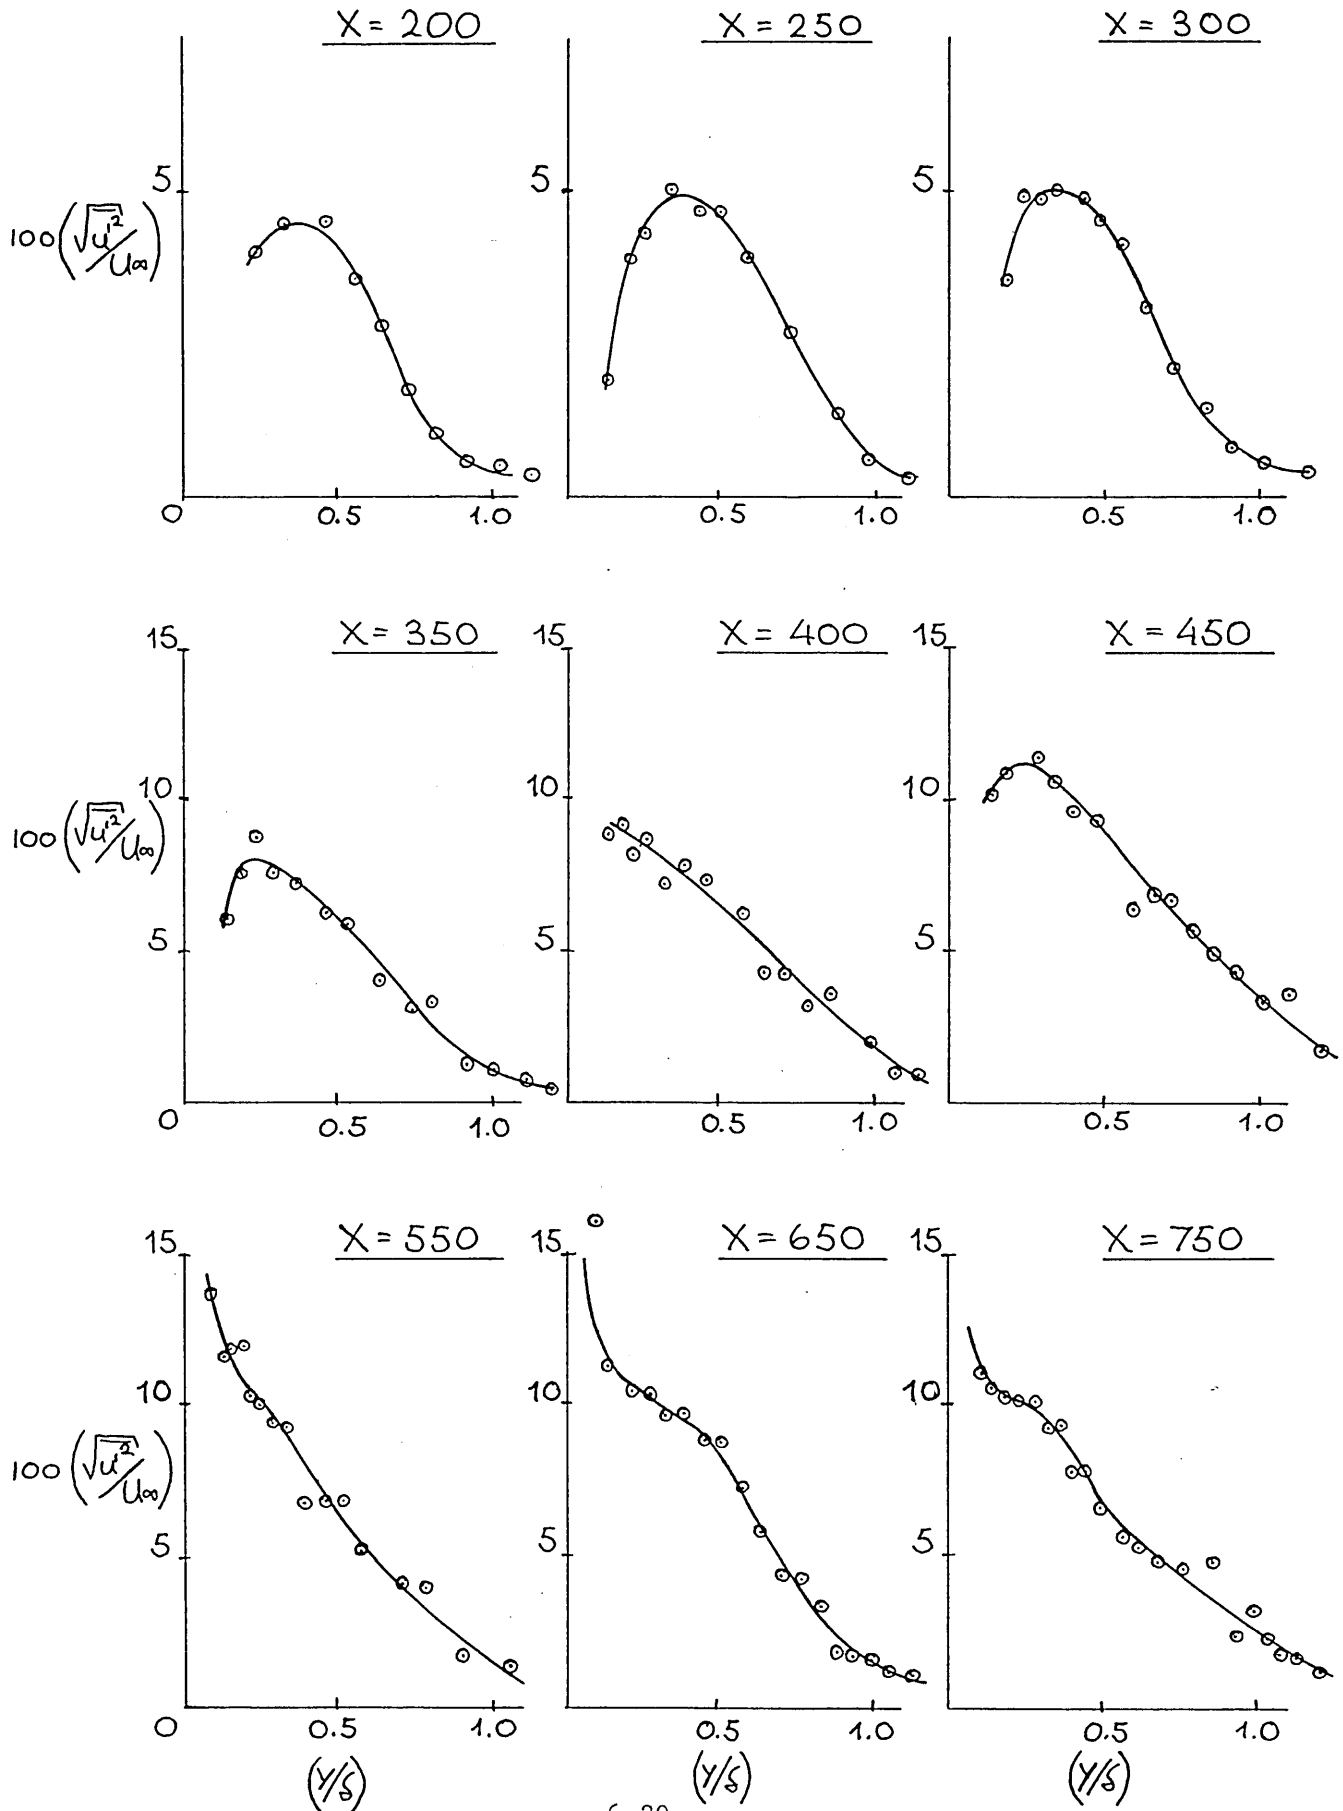 X = 200
X = 250
X = 300
5
5
5
100(√u'²/U∞)
0
0.5
1.0
0.5
1.0
0.5
1.0
X = 350
X = 400
X = 450
15
15
15
10
10
10
100(√u'²/U∞)
5
5
5
0
0.5
1.0
0.5
1.0
0.5
1.0
X = 550
X = 650
X = 750
15
15
15
10
10
10
100(√u'²/U∞)
5
5
5
0
0.5
1.0
0.5
1.0
0.5
1.0
(y/δ)
(y/δ)
(y/δ)